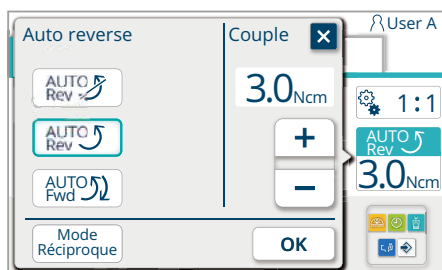 Auto reverse
Couple
User A
AUTO
Rev
3.0Ncm
1:1
AUTO
Rev
+
AUTO
Rev
3.0Ncm
AUTO
Fwd
−
Mode
Réciproque
OK